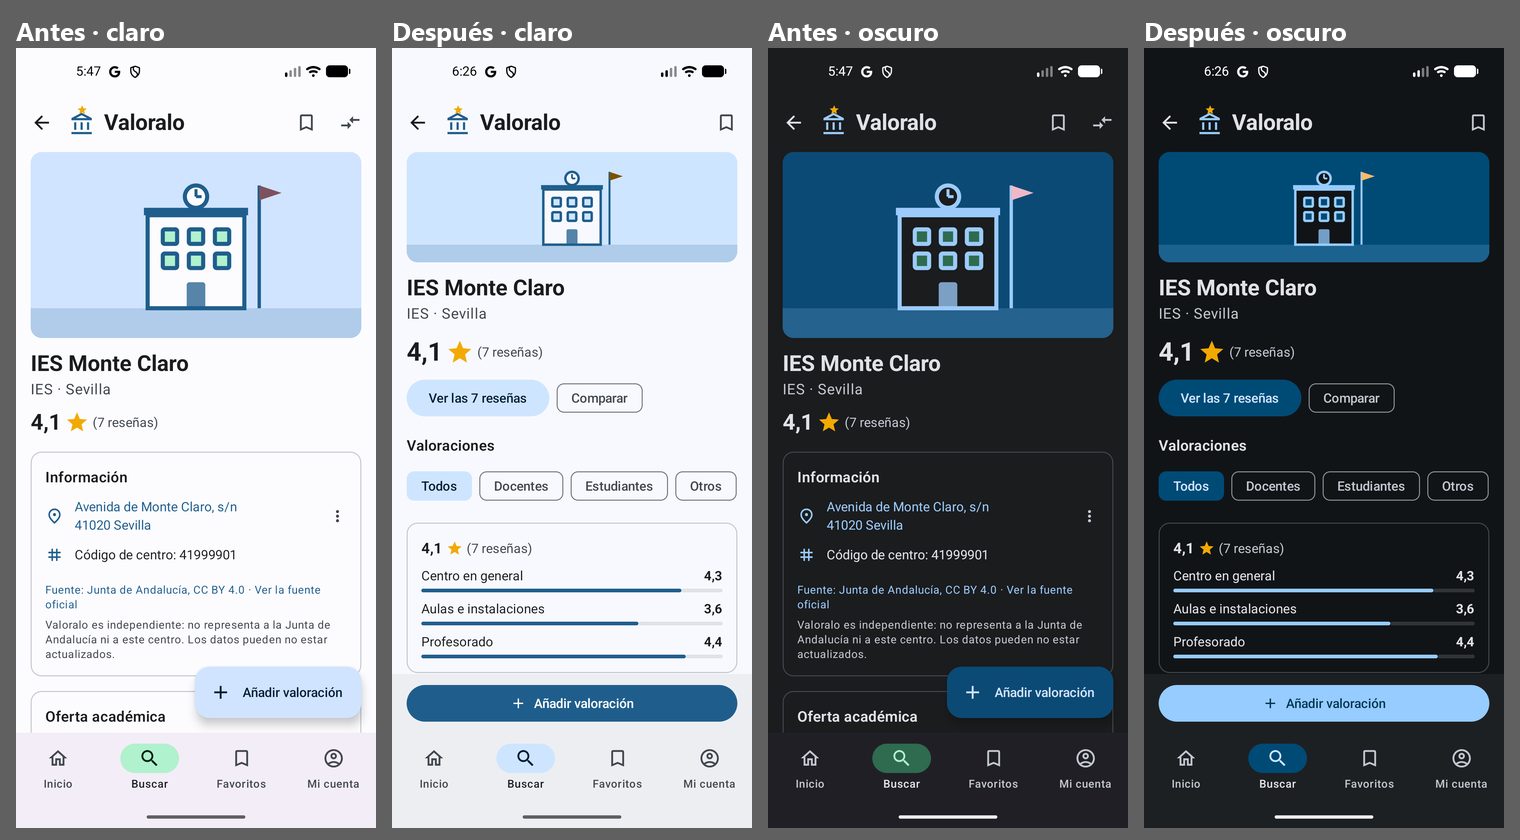 Antes · claro
5:47
Valoralo
IES Monte Claro
IES · Sevilla
4,1 (7 reseñas)
Información
Avenida de Monte Claro, s/n
41020 Sevilla
Código de centro: 41999901
Fuente: Junta de Andalucía, CC BY 4.0 · Ver la fuente
oficial
Valoralo es independiente: no representa a la Junta de
Andalucía ni a este centro. Los datos pueden no estar
actualizados.
Añadir valoración
Oferta académica
Inicio
Buscar
Favoritos
Mi cuenta
Después · claro
6:26
Valoralo
IES Monte Claro
IES · Sevilla
4,1 (7 reseñas)
Ver las 7 reseñas
Comparar
Valoraciones
Todos
Docentes
Estudiantes
Otros
4,1 (7 reseñas)
Centro en general 4,3
Aulas e instalaciones 3,6
Profesorado 4,4
Añadir valoración
Inicio
Buscar
Favoritos
Mi cuenta
Antes · oscuro
5:47
Valoralo
IES Monte Claro
IES · Sevilla
4,1 (7 reseñas)
Información
Avenida de Monte Claro, s/n
41020 Sevilla
Código de centro: 41999901
Fuente: Junta de Andalucía, CC BY 4.0 · Ver la fuente
oficial
Valoralo es independiente: no representa a la Junta de
Andalucía ni a este centro. Los datos pueden no estar
actualizados.
Añadir valoración
Oferta académica
Inicio
Buscar
Favoritos
Mi cuenta
Después · oscuro
6:26
Valoralo
IES Monte Claro
IES · Sevilla
4,1 (7 reseñas)
Ver las 7 reseñas
Comparar
Valoraciones
Todos
Docentes
Estudiantes
Otros
4,1 (7 reseñas)
Centro en general 4,3
Aulas e instalaciones 3,6
Profesorado 4,4
Añadir valoración
Inicio
Buscar
Favoritos
Mi cuenta